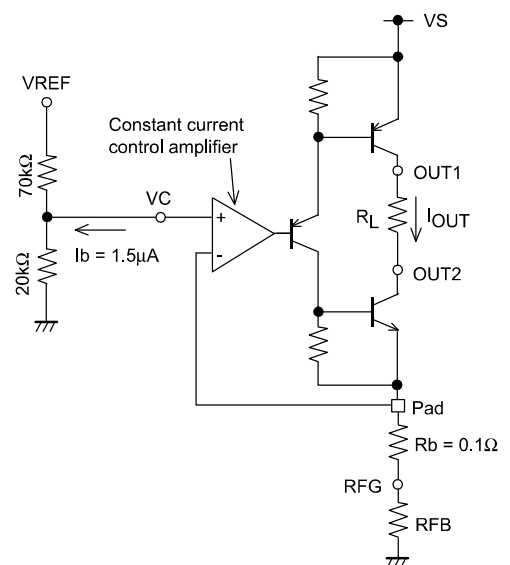 VS
VREF
Constant current
control amplifier
70kΩ
VC
OUT1
+
RL
IOUT
Ib = 1.5μA
-
20kΩ
OUT2
Pad
Rb = 0.1Ω
RFG
RFB